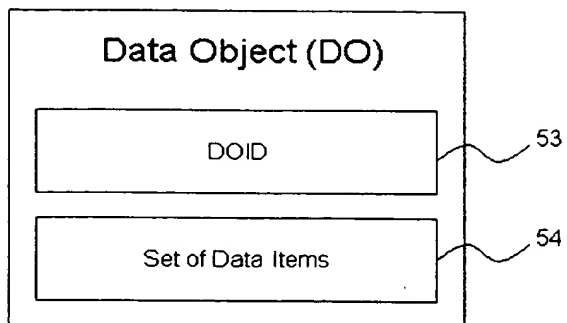 Data Object (DO)
DOID
53
Set of Data Items
54